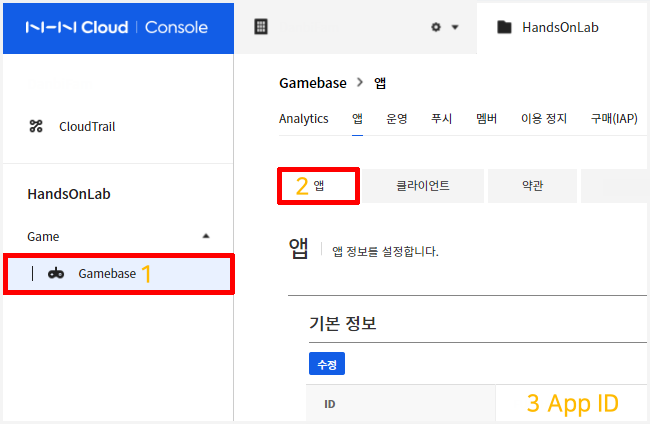 NHN Cloud | Console
HandsOnLab
Gamebase > 앱
CloudTrail
Analytics 앱 운영 푸시 멤버 이용 정지 구매(IAP)
HandsOnLab
2 앱 클라이언트 약관
Game
앱 | 앱 정보를 설정합니다.
Gamebase 1
기본 정보
수정
ID 3 App ID